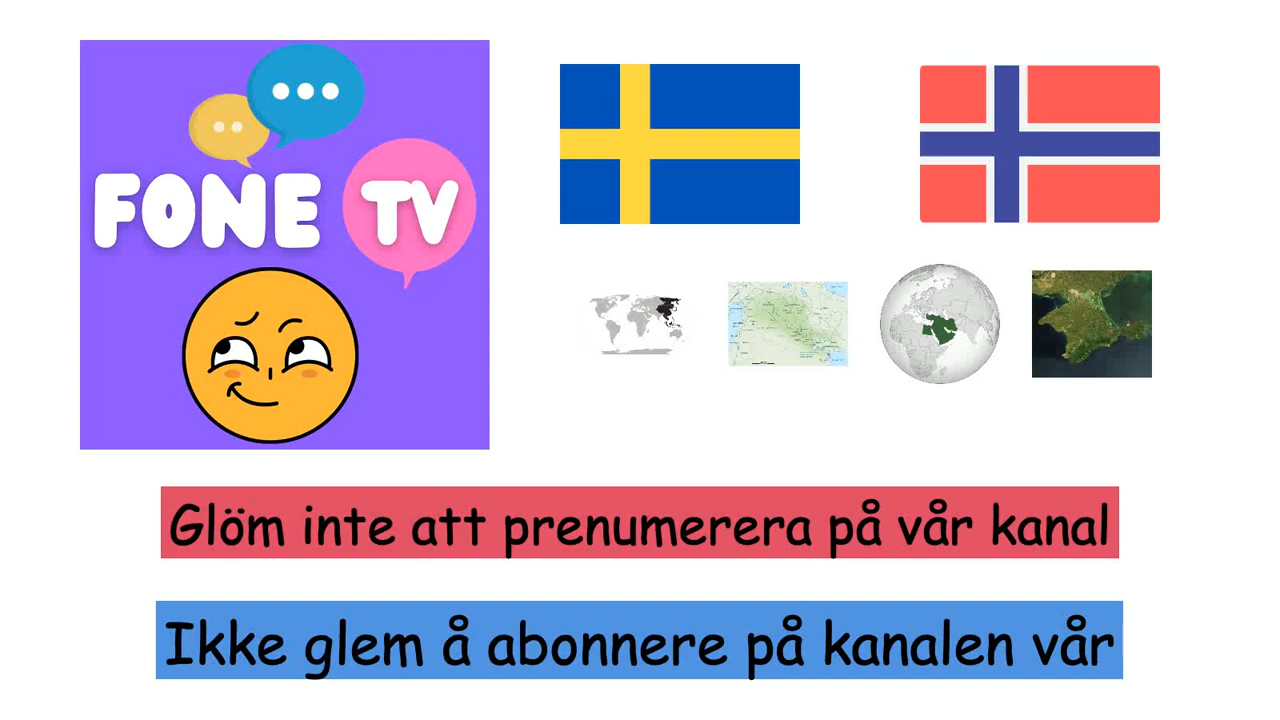 FONE TV
Glöm inte att prenumerera på vår kanal
Ikke glem å abonnere på kanalen vår